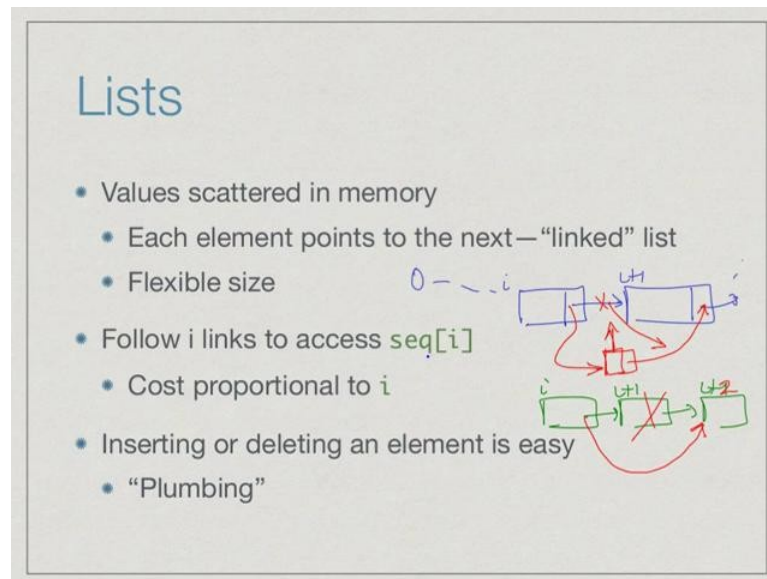 Lists
• Values scattered in memory
• Each element points to the next—“linked” list
• Flexible size
0 - - - i
i+1
• Follow i links to access seq[i]
• Cost proportional to i
i
i+1
i+2
• Inserting or deleting an element is easy
• “Plumbing”